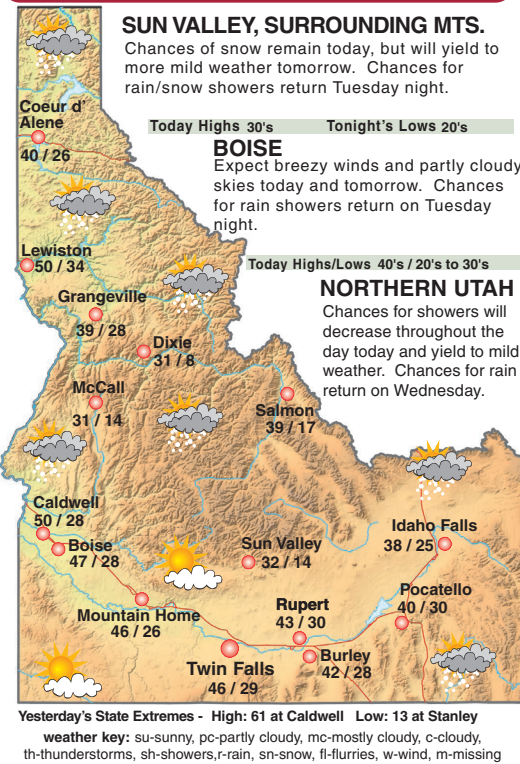 SUN VALLEY, SURROUNDING MTS.
Chances of snow remain today, but will yield to
more mild weather tomorrow. Chances for
rain/snow showers return Tuesday night.
Today Highs 30's Tonight's Lows 20's
BOISE
Expect breezy winds and partly cloudy
skies today and tomorrow. Chances
for rain showers return on Tuesday
night.
Today Highs/Lows 40's / 20's to 30's
NORTHERN UTAH
Chances for showers will
decrease throughout the
day today and yield to mild
weather. Chances for rain
return on Wednesday.
Coeur d'
Alene
40 / 26
Lewiston
50 / 34
Grangeville
39 / 28
Dixie
31 / 8
McCall
31 / 14
Salmon
39 / 17
Caldwell
50 / 28
Boise
47 / 28
Sun Valley
32 / 14
Idaho Falls
38 / 25
Mountain Home
46 / 26
Rupert
43 / 30
Pocatello
40 / 30
Twin Falls
46 / 29
Burley
42 / 28
Yesterday's State Extremes - High: 61 at Caldwell Low: 13 at Stanley
weather key: su-sunny, pc-partly cloudy, mc-mostly cloudy, c-cloudy,
th-thunderstorms, sh-showers,r-rain, sn-snow, fl-flurries, w-wind, m-missing